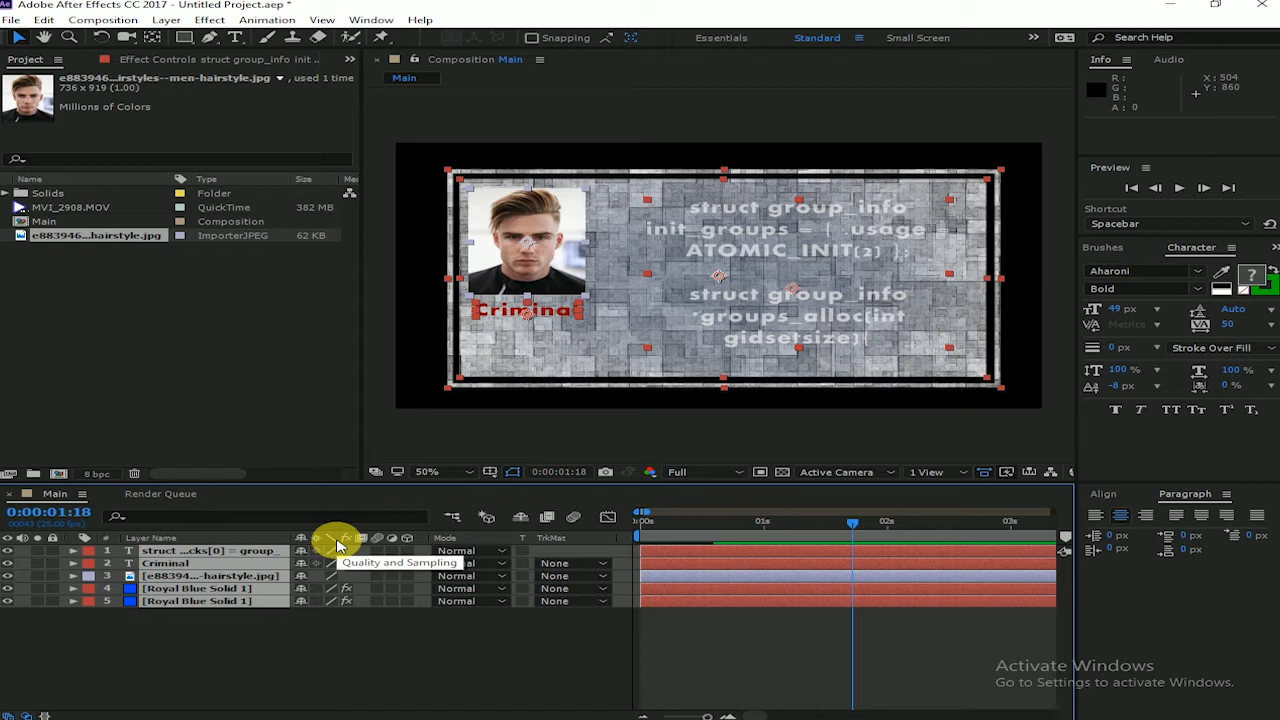 Adobe After Effects CC 2017 - Untitled Project.aep *
File Edit Composition Layer Effect Animation View Window Help
Snapping
Essentials Standard Small Screen
Search Help
Project Effect Controls struct group_info init ..
Composition Main
Info Audio
Main
e883946...irstyles--men-hairstyle.jpg , used 1 time
736 x 919 (1.00)
Millions of Colors
R :
G :
B :
A : 0
X : 504
Y : 860
Preview
Shortcut
Spacebar
Name Type Size
Solids Folder
MVI_2908.MOV QuickTime 382 MB
Main Composition
e883946...hairstyle.jpg ImporterJPEG 62 KB
struct group_info
init_groups = { .usage =
ATOMIC_INIT(2) };
struct group_info
*groups_alloc(int
gidsetsize){
Criminal
Brushes Character
Aharoni
Bold
49 px Auto
Metrics 50
0 px Stroke Over Fill
100 % 100 %
-8 px 0 %
8 bpc
50% 0:00:01:18 Full Active Camera 1 View
Main Render Queue
0:00:01:18
00043 (25.00 fps)
:00s 01s 02s 03s
# Layer Name Mode T TrkMat
1 T struct ...cks[0] = group_ Normal
2 T Criminal None
Quality and Sampling
3 [e88394...-hairstyle.jpg] Normal None
4 [Royal Blue Solid 1] Normal None
5 [Royal Blue Solid 1] Normal None
Align Paragraph
0 px 0 px 0 px
0 px 0 px
Activate Windows
Go to Settings to activate Windows.